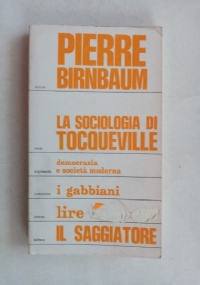 PIERRE
BIRNBAUM
LA SOCIOLOGIA DI
TOCQUEVILLE
democrazia
e società moderna
i gabbiani
lire
IL SAGGIATORE